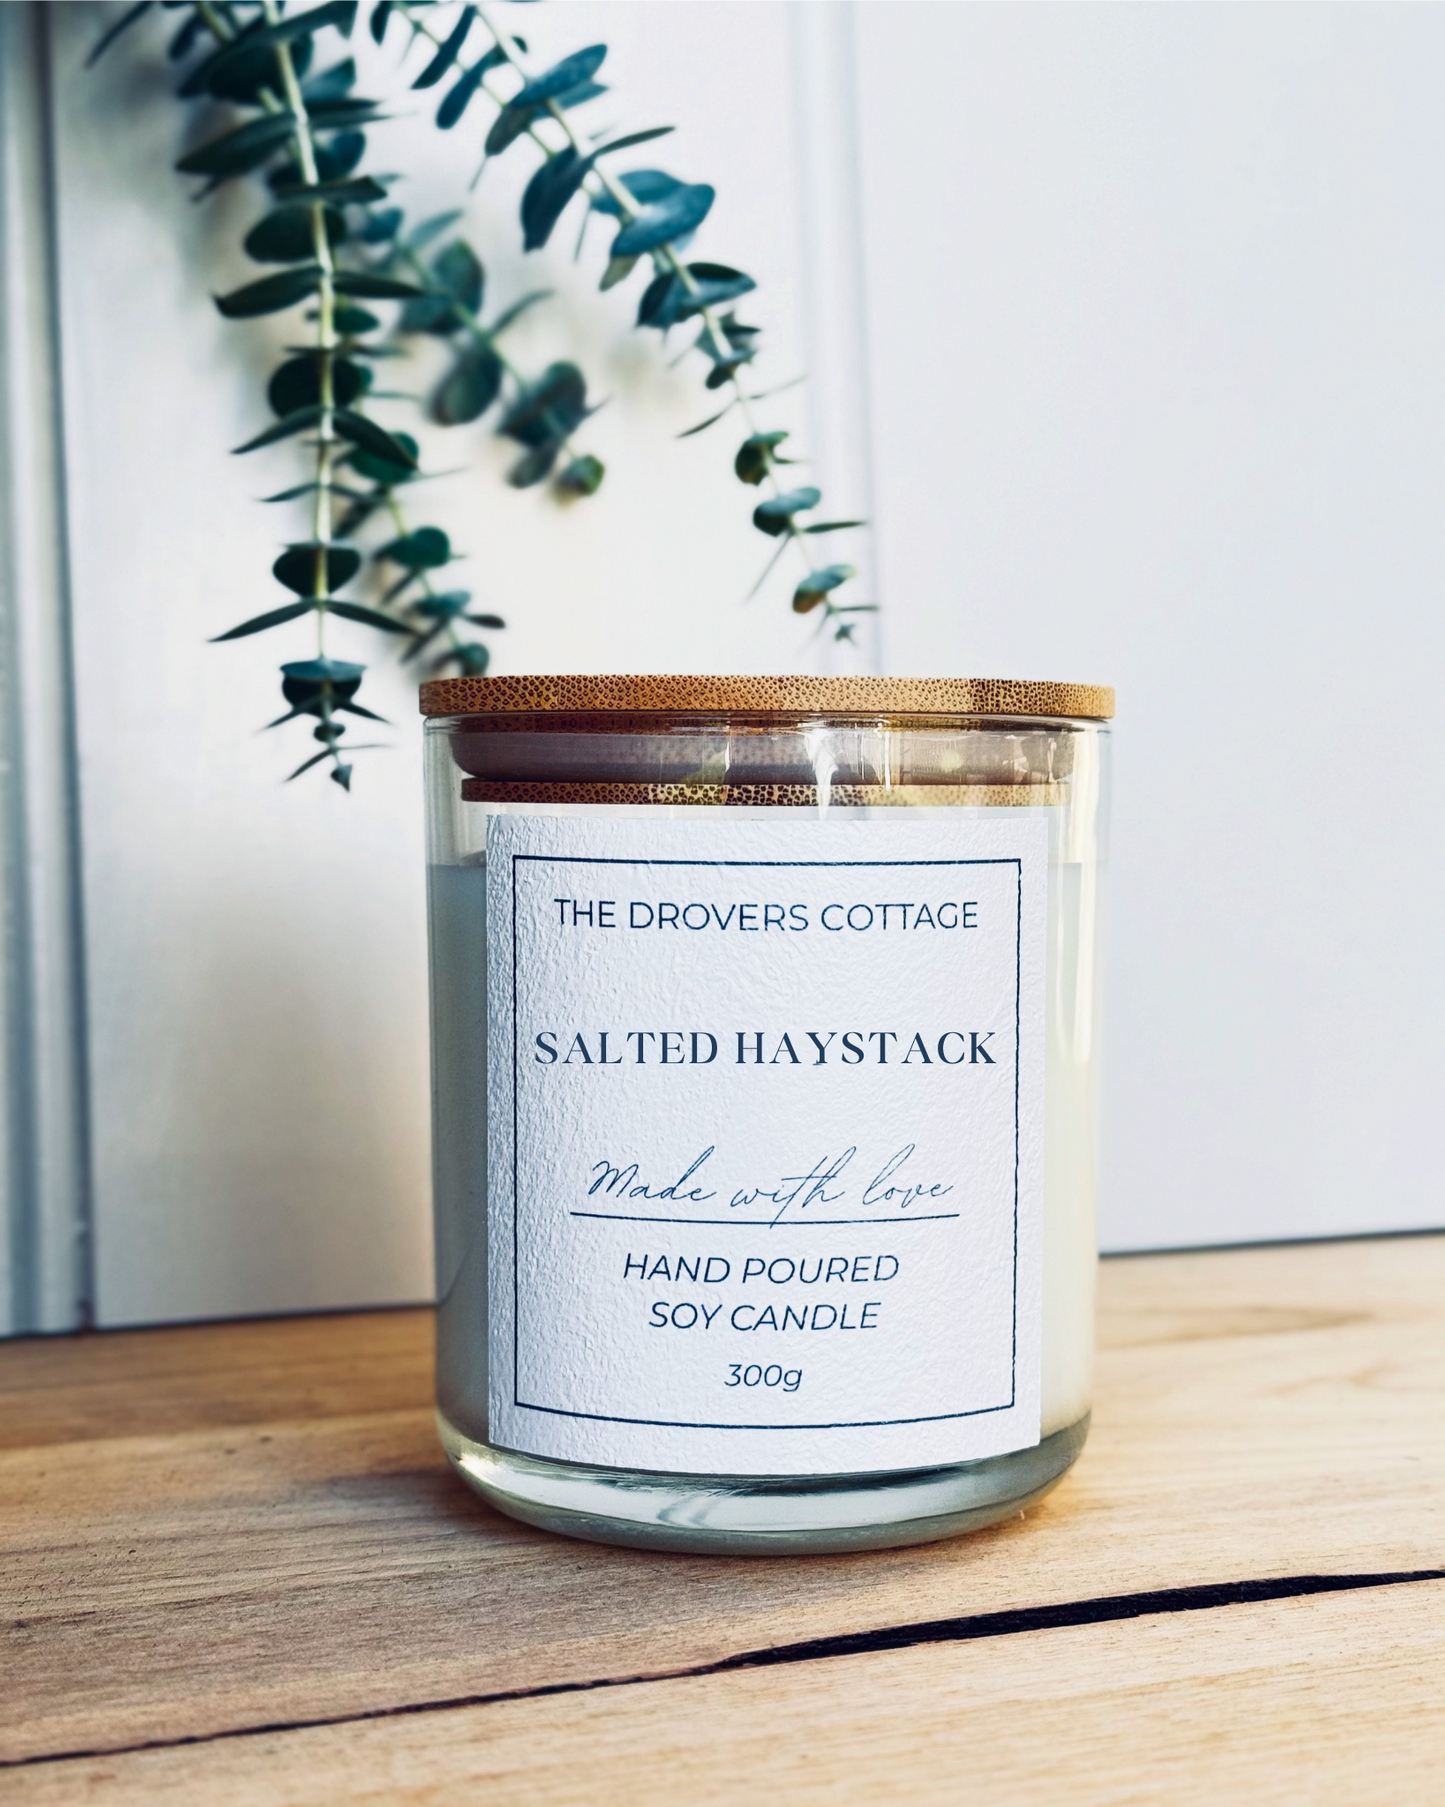 THE DROVERS COTTAGE
SALTED HAYSTACK
Made with love
HAND POURED
SOY CANDLE
300g